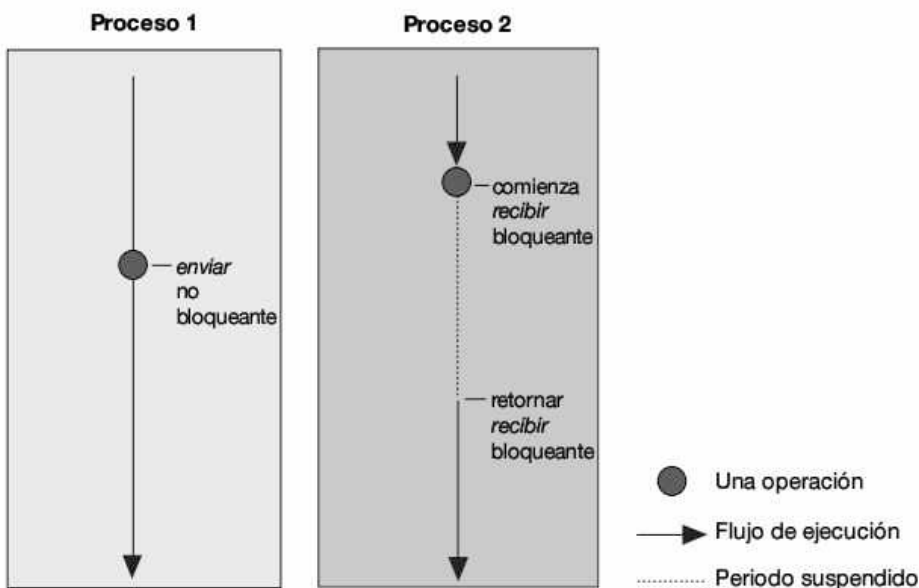 Proceso 1
Proceso 2
comienza
recibir
bloqueante
enviar
no
bloqueante
retornar
recibir
bloqueante
Una operación
Flujo de ejecución
Periodo suspendido